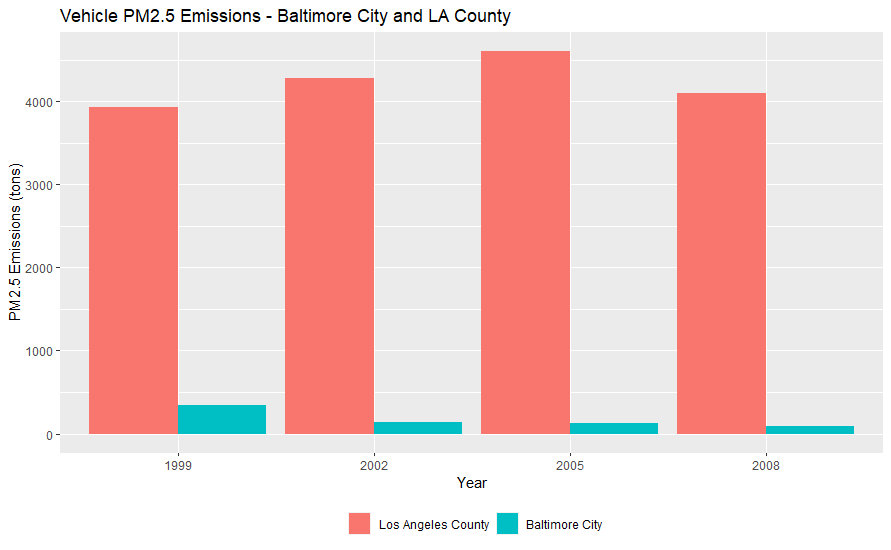 Vehicle PM2.5 Emissions - Baltimore City and LA County
PM2.5 Emissions (tons)
4000
3000
2000
1000
0
1999 2002 2005 2008
Year
Los Angeles County Baltimore City